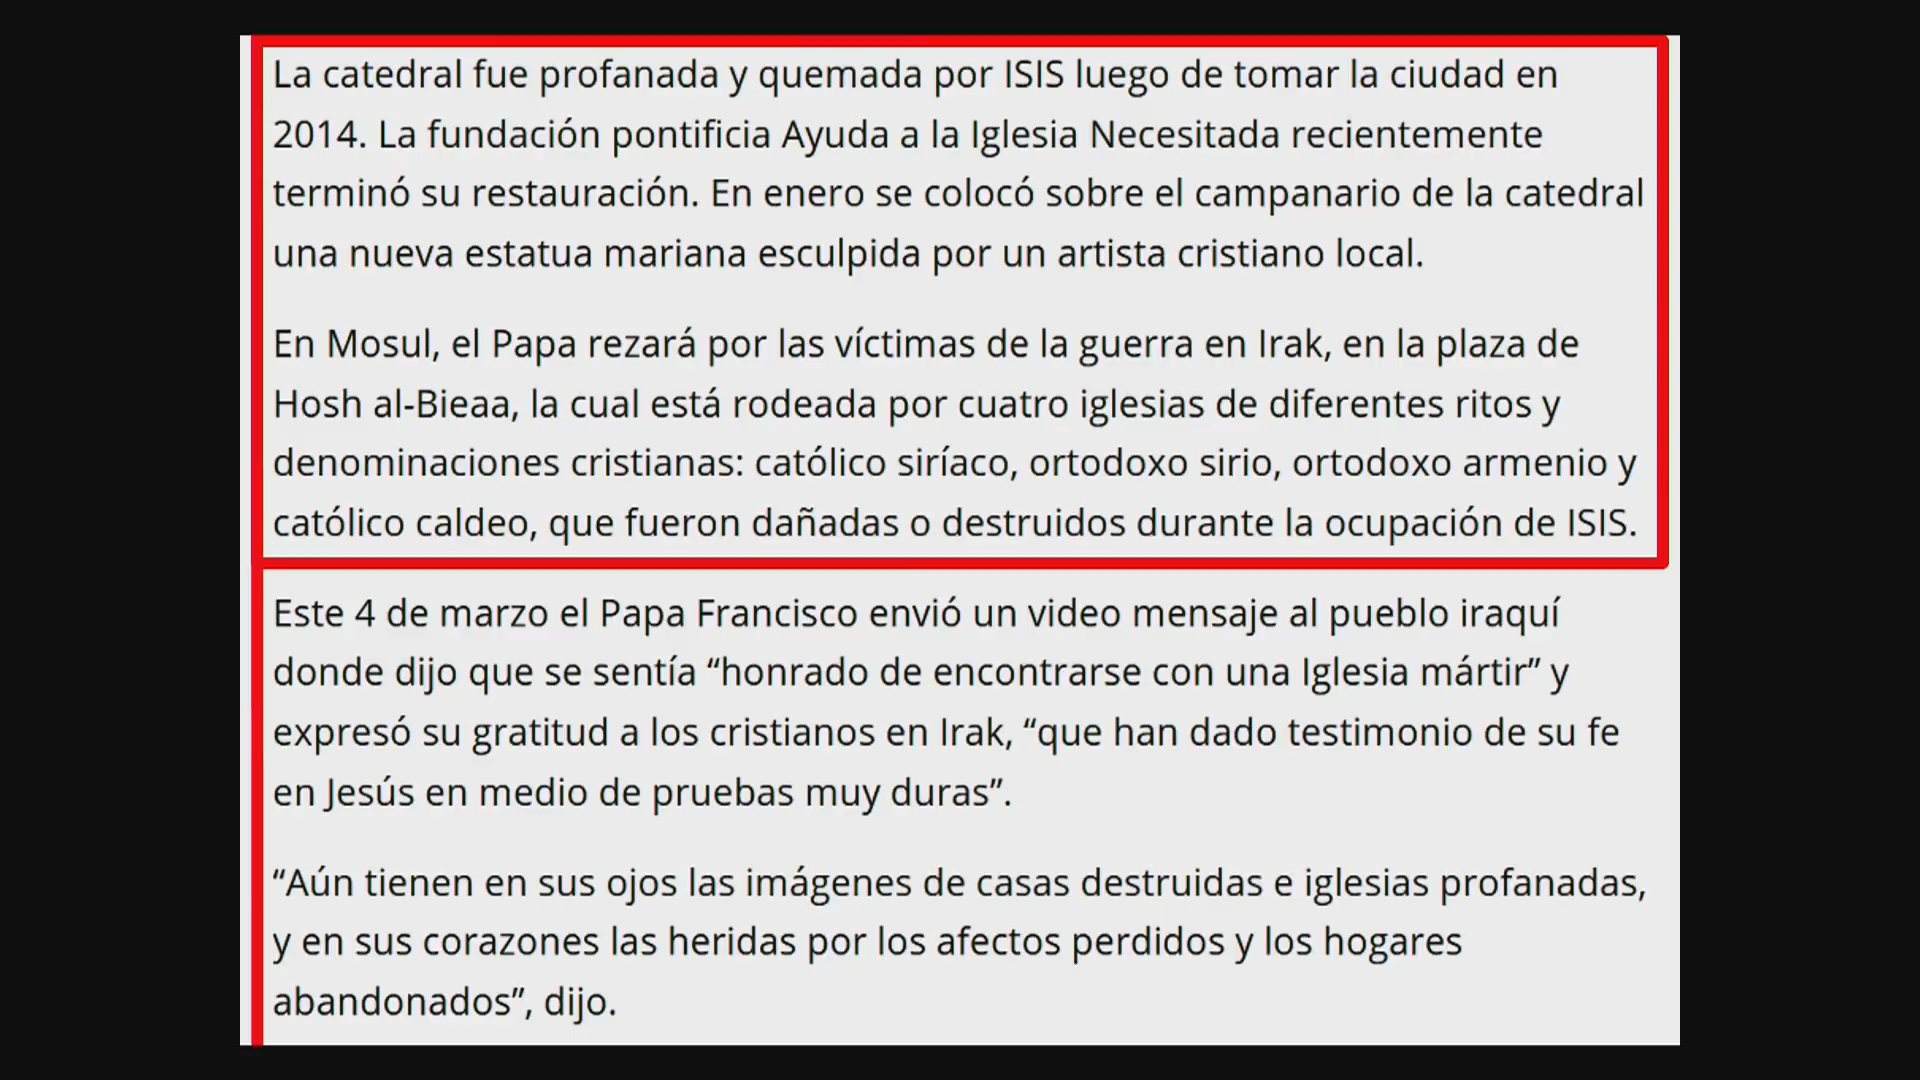 La catedral fue profanada y quemada por ISIS luego de tomar la ciudad en
2014. La fundación pontificia Ayuda a la Iglesia Necesitada recientemente
terminó su restauración. En enero se colocó sobre el campanario de la catedral
una nueva estatua mariana esculpida por un artista cristiano local.
En Mosul, el Papa rezará por las víctimas de la guerra en Irak, en la plaza de
Hosh al-Bieaa, la cual está rodeada por cuatro iglesias de diferentes ritos y
denominaciones cristianas: católico siríaco, ortodoxo sirio, ortodoxo armenio y
católico caldeo, que fueron dañadas o destruidos durante la ocupación de ISIS.
Este 4 de marzo el Papa Francisco envió un video mensaje al pueblo iraquí
donde dijo que se sentía “honrado de encontrarse con una Iglesia mártir” y
expresó su gratitud a los cristianos en Irak, “que han dado testimonio de su fe
en Jesús en medio de pruebas muy duras”.
“Aún tienen en sus ojos las imágenes de casas destruidas e iglesias profanadas,
y en sus corazones las heridas por los afectos perdidos y los hogares
abandonados”, dijo.